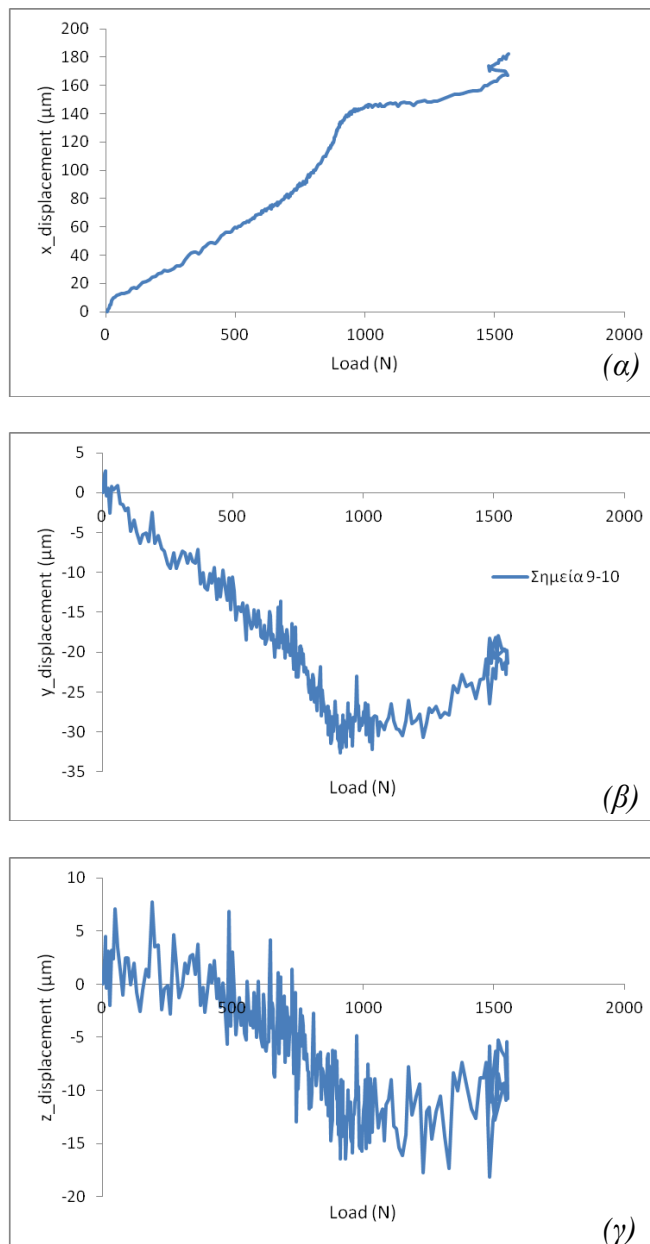 200
180
160
140
120
100
80
60
40
20
0
x_displacement (μm)
0 500 1000 1500 2000
Load (N)
(α)
5
0
-5
-10
-15
-20
-25
-30
-35
y_displacement (μm)
500 1000 1500 2000
Σημεία 9-10
Load (N)
(β)
10
5
0
-5
-10
-15
-20
z_displacement (μm)
500 1000 1500 2000
Load (N)
(γ)